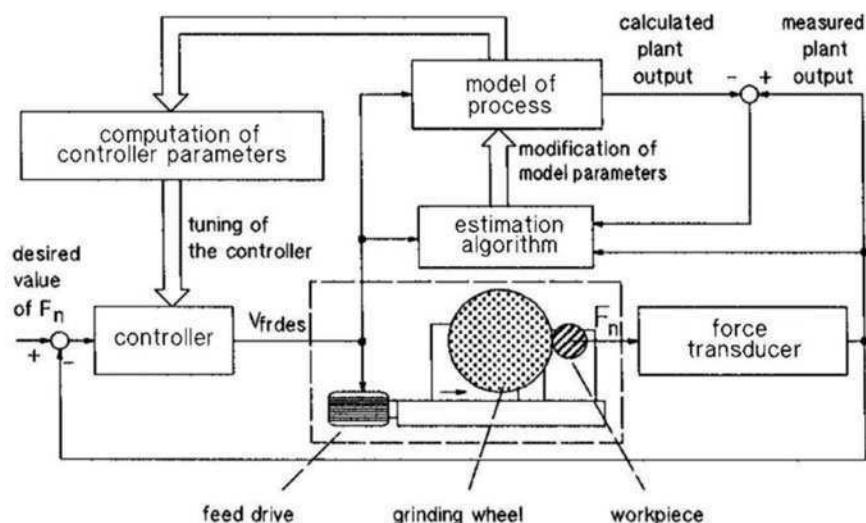 calculated
plant
output
measured
plant
output
- +
model of
process
computation of
controller parameters
modification of
model parameters
estimation
algorithm
tuning of
the controller
desired
value
of Fn
+ -
controller
Vfrdes
Fn
force
transducer
feed drive
grinding wheel
workpiece